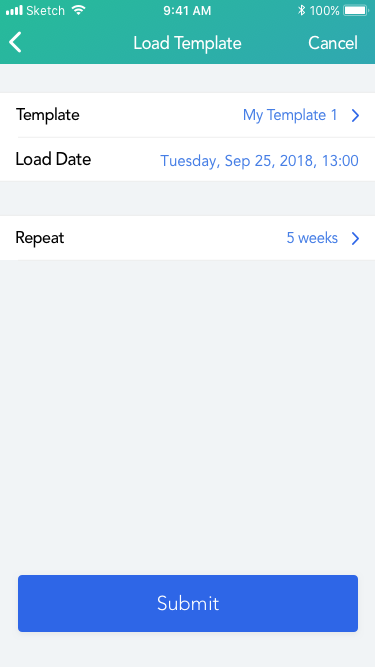 Sketch 9:41 AM 100%
Load Template Cancel
Template My Template 1
Load Date Tuesday, Sep 25, 2018, 13:00
Repeat 5 weeks
Submit